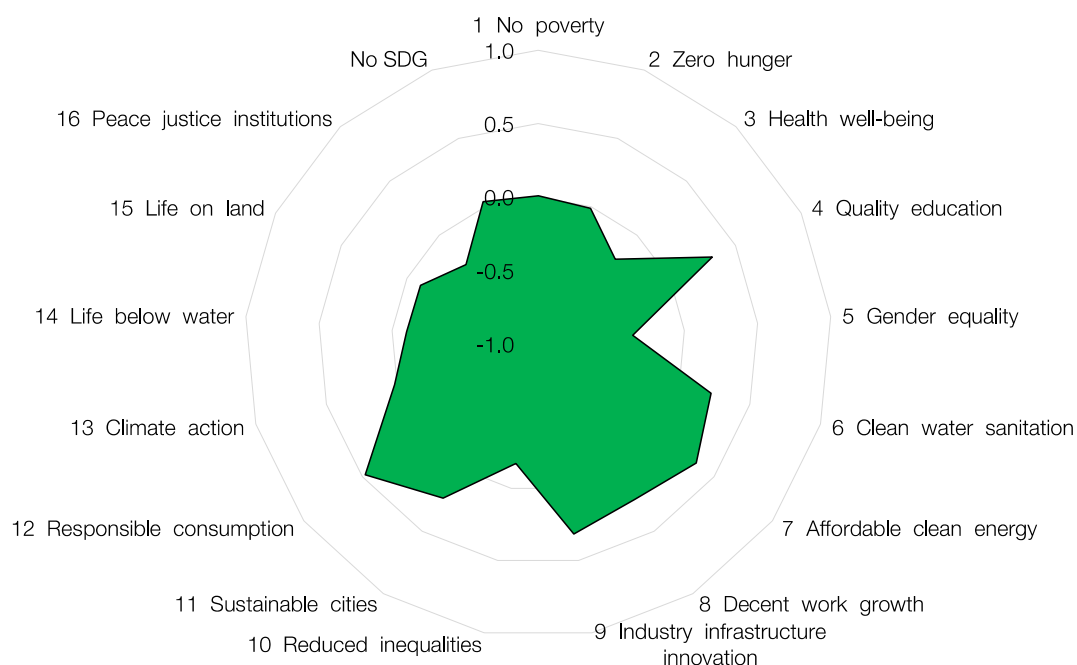 1 No poverty
1.0
No SDG
2 Zero hunger
16 Peace justice institutions
0.5
3 Health well-being
15 Life on land
0.0
4 Quality education
-0.5
14 Life below water
5 Gender equality
-1.0
13 Climate action
6 Clean water sanitation
12 Responsible consumption
7 Affordable clean energy
11 Sustainable cities
8 Decent work growth
10 Reduced inequalities
9 Industry infrastructure
innovation